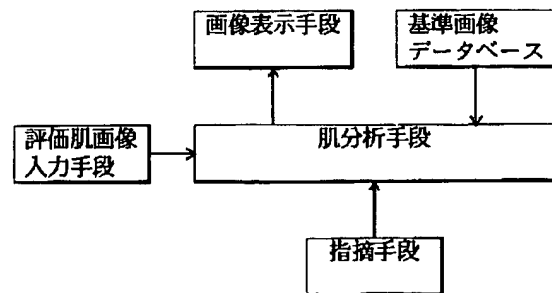 画像表示手段
基準画像
データベース
評価肌画像
入力手段
肌分析手段
指摘手段